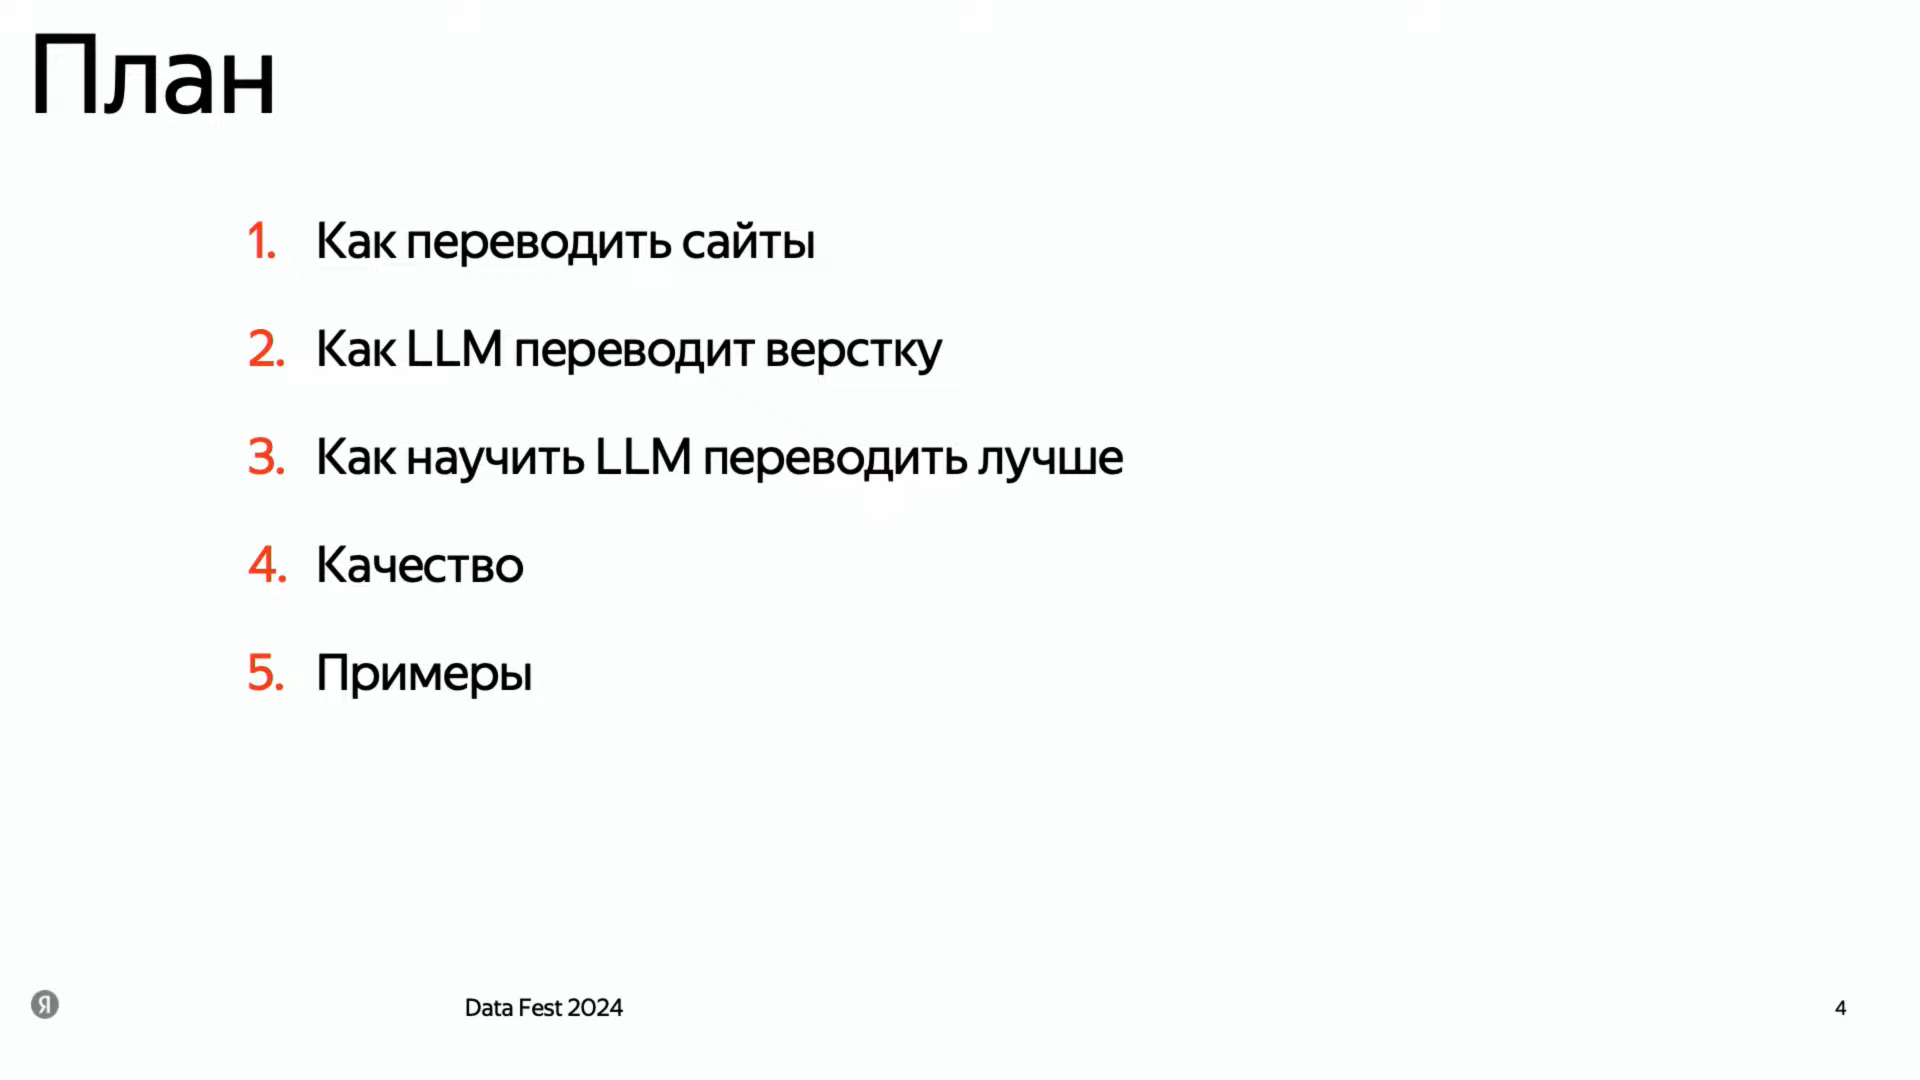 План
1. Как переводить сайты
2. Как LLM переводит верстку
3. Как научить LLM переводить лучше
4. Качество
5. Примеры
Я
Data Fest 2024
4